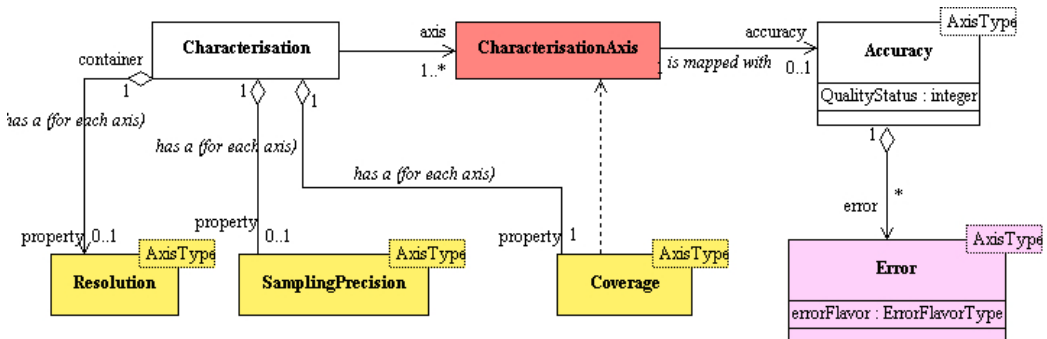 AxisType
axis
accuracy
Characterisation
CharacterisationAxis
Accuracy
container
1..*
1 is mapped with
0..1
1
1
1
QualityStatus : integer
has a (for each axis)
1
has a (for each axis)
has a (for each axis)
*
error
property
0..1
property
0..1
property
1
AxisType
AxisType
AxisType
AxisType
Resolution
SamplingPrecision
Coverage
Error
errorFlavor : ErrorFlavorType